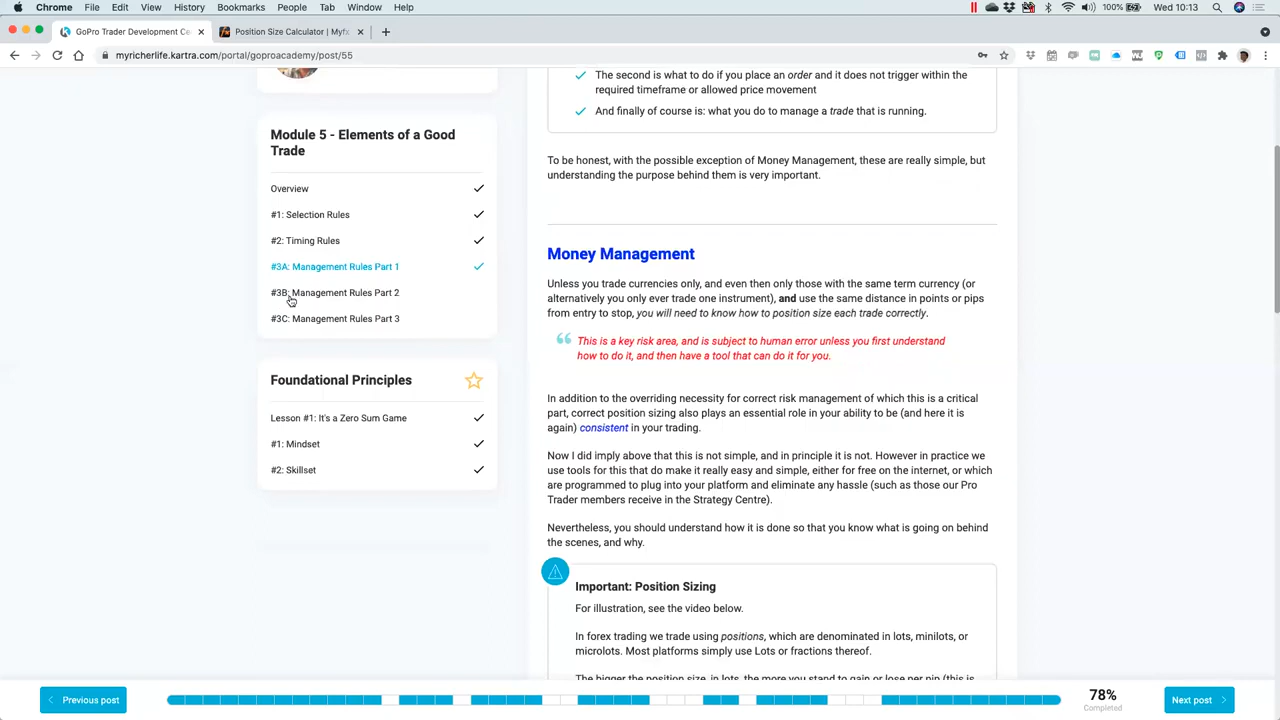 Chrome File Edit View History Bookmarks People Tab Window Help 100% Wed 10:13
GoPro Trader Development Ce Position Size Calculator | Myfx
myricherlife.kartra.com/portal/goproacademy/post/55
The second is what to do if you place an order and it does not trigger within the
required timeframe or allowed price movement
And finally of course is: what you do to manage a trade that is running.
Module 5 - Elements of a Good
Trade
Overview
#1: Selection Rules
#2: Timing Rules
#3A: Management Rules Part 1
#3B: Management Rules Part 2
#3C: Management Rules Part 3
Foundational Principles
Lesson #1: It's a Zero Sum Game
#1: Mindset
#2: Skillset
To be honest, with the possible exception of Money Management, these are really simple, but
understanding the purpose behind them is very important.
Money Management
Unless you trade currencies only, and even then only those with the same term currency (or
alternatively you only ever trade one instrument), and use the same distance in points or pips
from entry to stop, you will need to know how to position size each trade correctly.
This is a key risk area, and is subject to human error unless you first understand
how to do it, and then have a tool that can do it for you.
In addition to the overriding necessity for correct risk management of which this is a critical
part, correct position sizing also plays an essential role in your ability to be (and here it is
again) consistent in your trading.
Now I did imply above that this is not simple, and in principle it is not. However in practice we
use tools for this that do make it really easy and simple, either for free on the internet, or which
are programmed to plug into your platform and eliminate any hassle (such as those our Pro
Trader members receive in the Strategy Centre).
Nevertheless, you should understand how it is done so that you know what is going on behind
the scenes, and why.
Important: Position Sizing
For illustration, see the video below.
In forex trading we trade using positions, which are denominated in lots, minilots, or
microlots. Most platforms simply use Lots or fractions thereof.
The bigger the position size, in lots, the more you stand to gain or lose per pip (this is
Previous post
78%
Completed
Next post